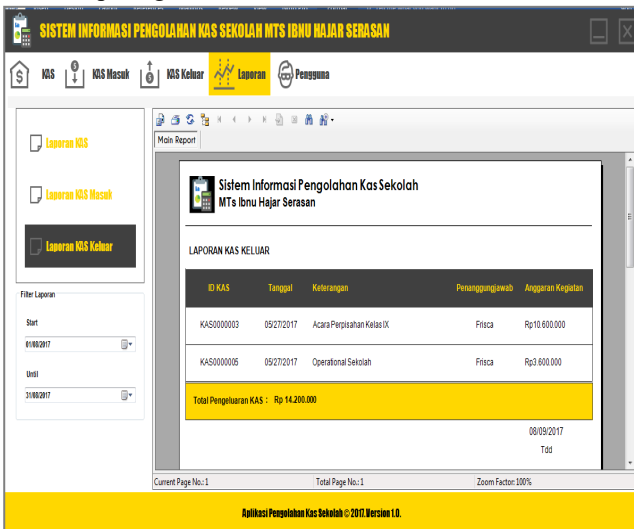 SISTEM INFORMASI PENGOLAHAN KAS SEKOLAH MTS IBNU HAJAR SERASAN
KAS KAS Masuk KAS Keluar Laporan Pengguna
Laporan KAS
Laporan KAS Masuk
Laporan KAS Keluar
Filter Laporan
Start
01/08/2017
Until
31/08/2017
Main Report
Sistem Informasi Pengolahan Kas Sekolah
MTs Ibnu Hajar Serasan
LAPORAN KAS KELUAR
ID KAS Tanggal Keterangan Penanggungjawab Anggaran Kegiatan
KAS0000003 05/27/2017 Acara Perpisahan Kelas IX Frisca Rp10.600.000
KAS0000005 05/27/2017 Operational Sekolah Frisca Rp3.600.000
Total Pengeluaran KAS : Rp 14.200.000
08/09/2017
Tdd
Current Page No.: 1 Total Page No.: 1 Zoom Factor: 100%
Aplikasi Pengolahan Kas Sekolah © 2017. Version 1.0.